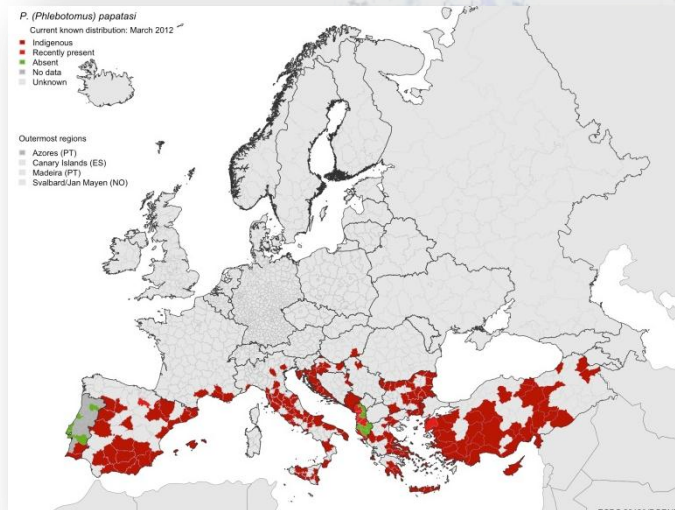 P. (Phlebotomus) papatasi
Current known distribution: March 2012
Indigenous
Recently present
Absent
No data
Unknown
Outermost regions
Azores (PT)
Canary Islands (ES)
Madeira (PT)
Svalbard/Jan Mayen (NO)